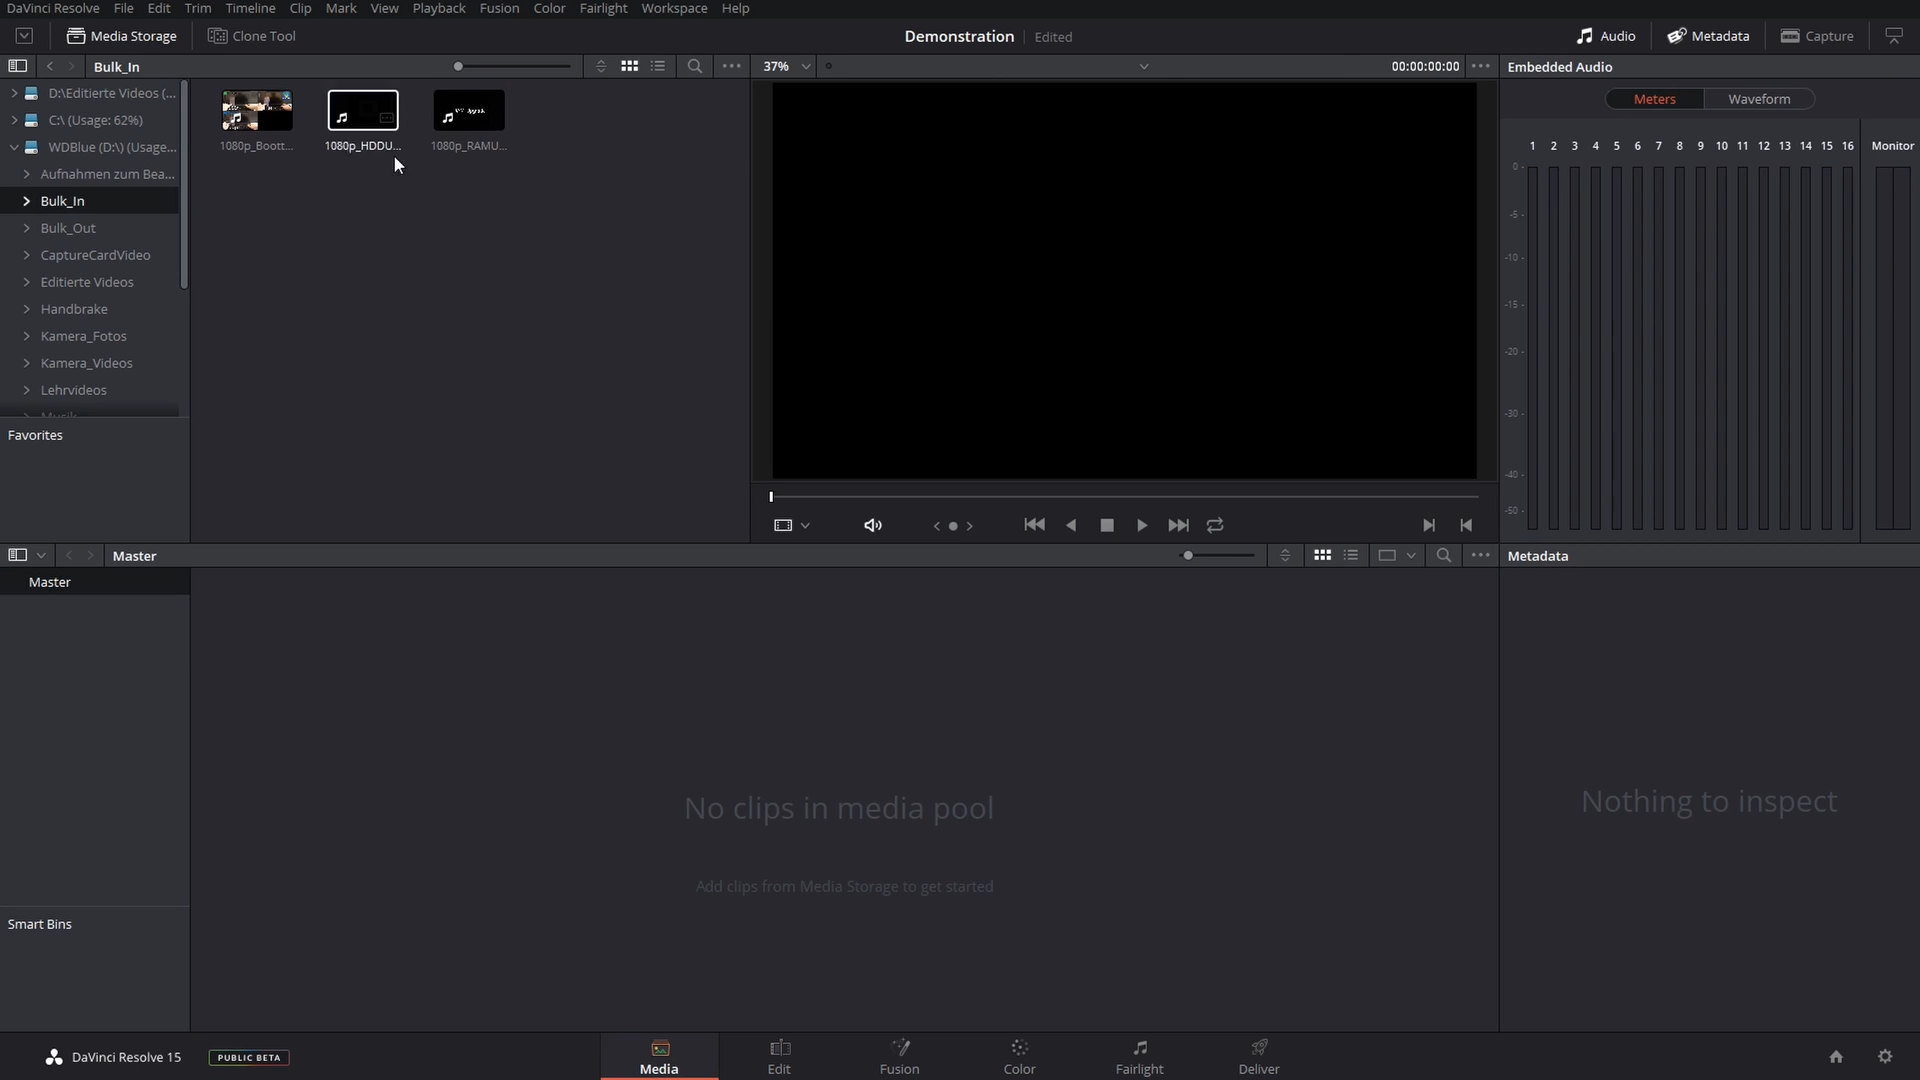 DaVinci Resolve File Edit Trim Timeline Clip Mark View Playback Fusion Color Fairlight Workspace Help
Media Storage Clone Tool Demonstration Edited Audio Metadata Capture
Bulk_In 37% 00:00:00:00 Embedded Audio
D:\Editierte Videos (...
C:\ (Usage: 62%)
WDBlue (D:\) (Usage...
Aufnahmen zum Bea...
Bulk_In
Bulk_Out
CaptureCardVideo
Editierte Videos
Handbrake
Kamera_Fotos
Kamera_Videos
Lehrvideos
Musik
Favorites
1080p_Boott... 1080p_HDDU... 1080p_RAMU...
Meters Waveform
1 2 3 4 5 6 7 8 9 10 11 12 13 14 15 16 Monitor
0 -
-5 -
-10 -
-15 -
-20 -
-30 -
-40 -
-50 -
Master Metadata
Master
No clips in media pool
Add clips from Media Storage to get started
Nothing to inspect
Smart Bins
DaVinci Resolve 15 PUBLIC BETA
Media Edit Fusion Color Fairlight Deliver